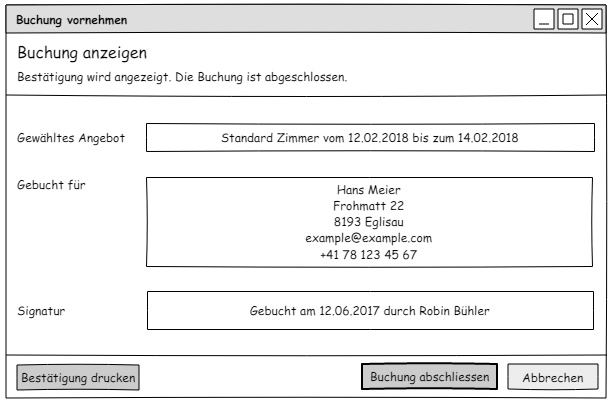 Buchung vornehmen
Buchung anzeigen
Bestätigung wird angezeigt. Die Buchung ist abgeschlossen.
Gewähltes Angebot
Standard Zimmer vom 12.02.2018 bis zum 14.02.2018
Gebucht für
Hans Meier
Frohmatt 22
8193 Eglisau
example@example.com
+41 78 123 45 67
Signatur
Gebucht am 12.06.2017 durch Robin Bühler
Bestätigung drucken
Buchung abschliessen
Abbrechen